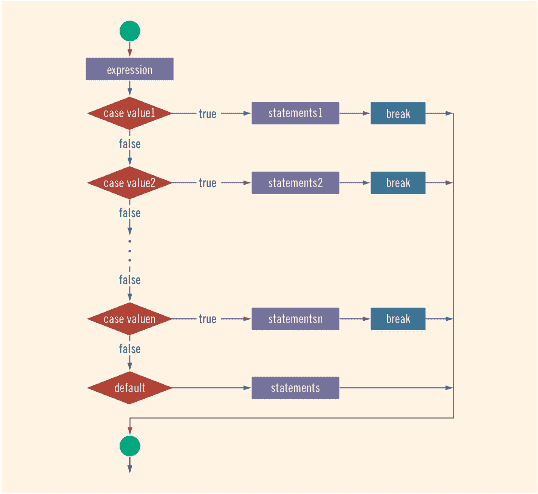 expression
case value1
true
statements1
break
false
case value2
true
statements2
break
false
false
case valuen
true
statementsn
break
false
default
statements